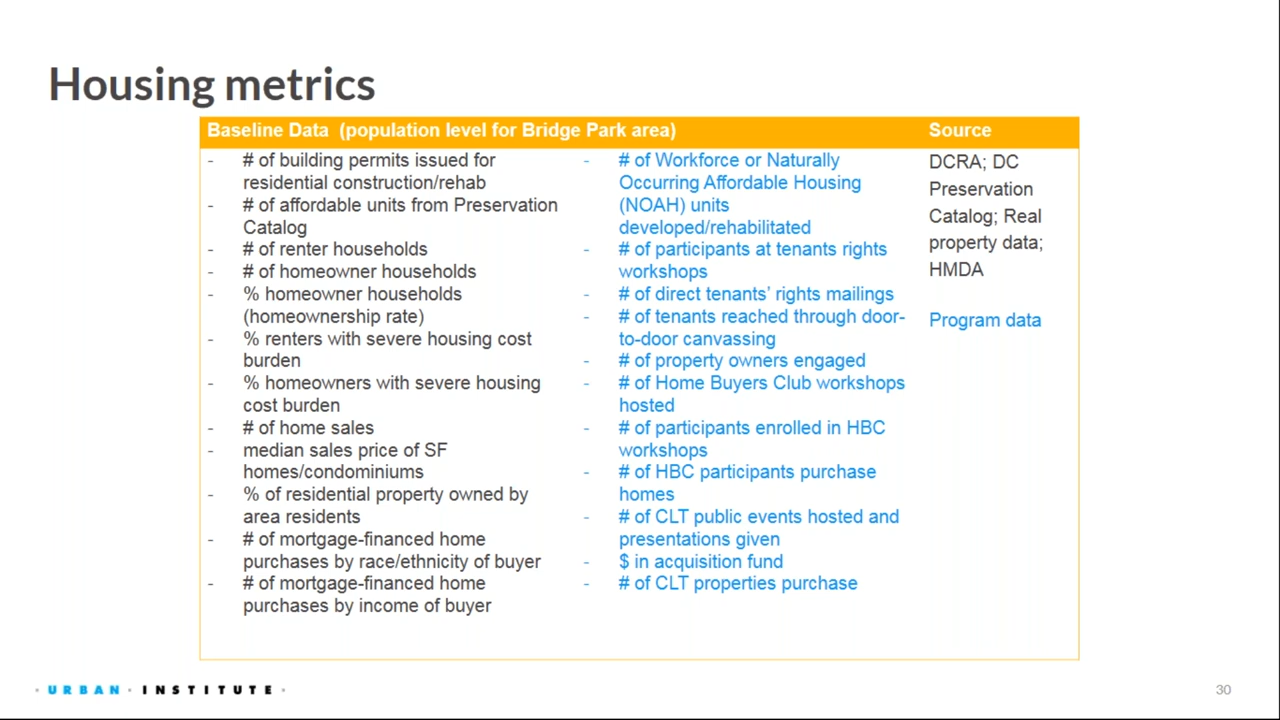 Housing metrics
Baseline Data (population level for Bridge Park area)
Source
- # of building permits issued for
residential construction/rehab
- # of affordable units from Preservation
Catalog
- # of renter households
- # of homeowner households
- % homeowner households
(homeownership rate)
- % renters with severe housing cost
burden
- % homeowners with severe housing
cost burden
- # of home sales
- median sales price of SF
homes/condominiums
- % of residential property owned by
area residents
- # of mortgage-financed home
purchases by race/ethnicity of buyer
- # of mortgage-financed home
purchases by income of buyer
- # of Workforce or Naturally
Occurring Affordable Housing
(NOAH) units
developed/rehabilitated
- # of participants at tenants rights
workshops
- # of direct tenants’ rights mailings
- # of tenants reached through door-
to-door canvassing
- # of property owners engaged
- # of Home Buyers Club workshops
hosted
- # of participants enrolled in HBC
workshops
- # of HBC participants purchase
homes
- # of CLT public events hosted and
presentations given
- $ in acquisition fund
- # of CLT properties purchase
DCRA; DC
Preservation
Catalog; Real
property data;
HMDA
Program data
· URBAN · INSTITUTE ·
30